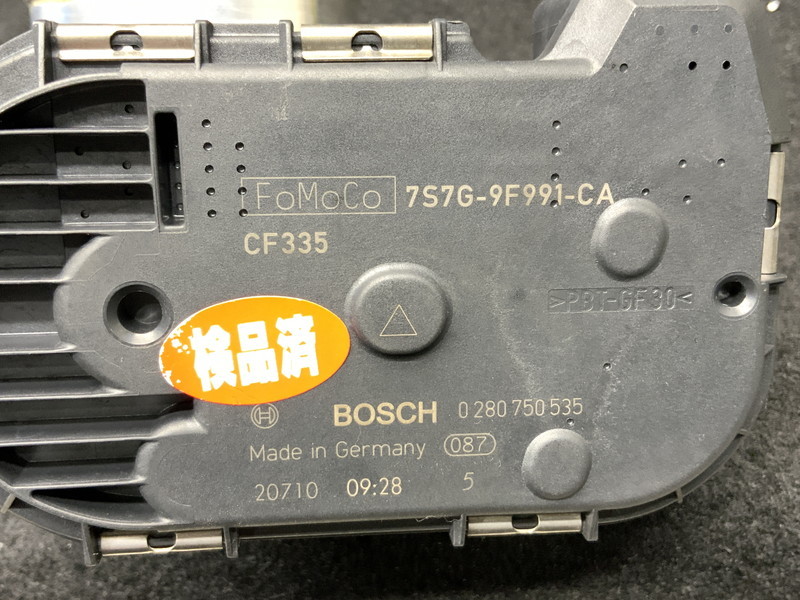 FoMoCo 7S7G-9F991-CA
CF335
>PBT-GF30<
検品済
BOSCH 0 280 750 535
Made in Germany 087
20710 09:28 5